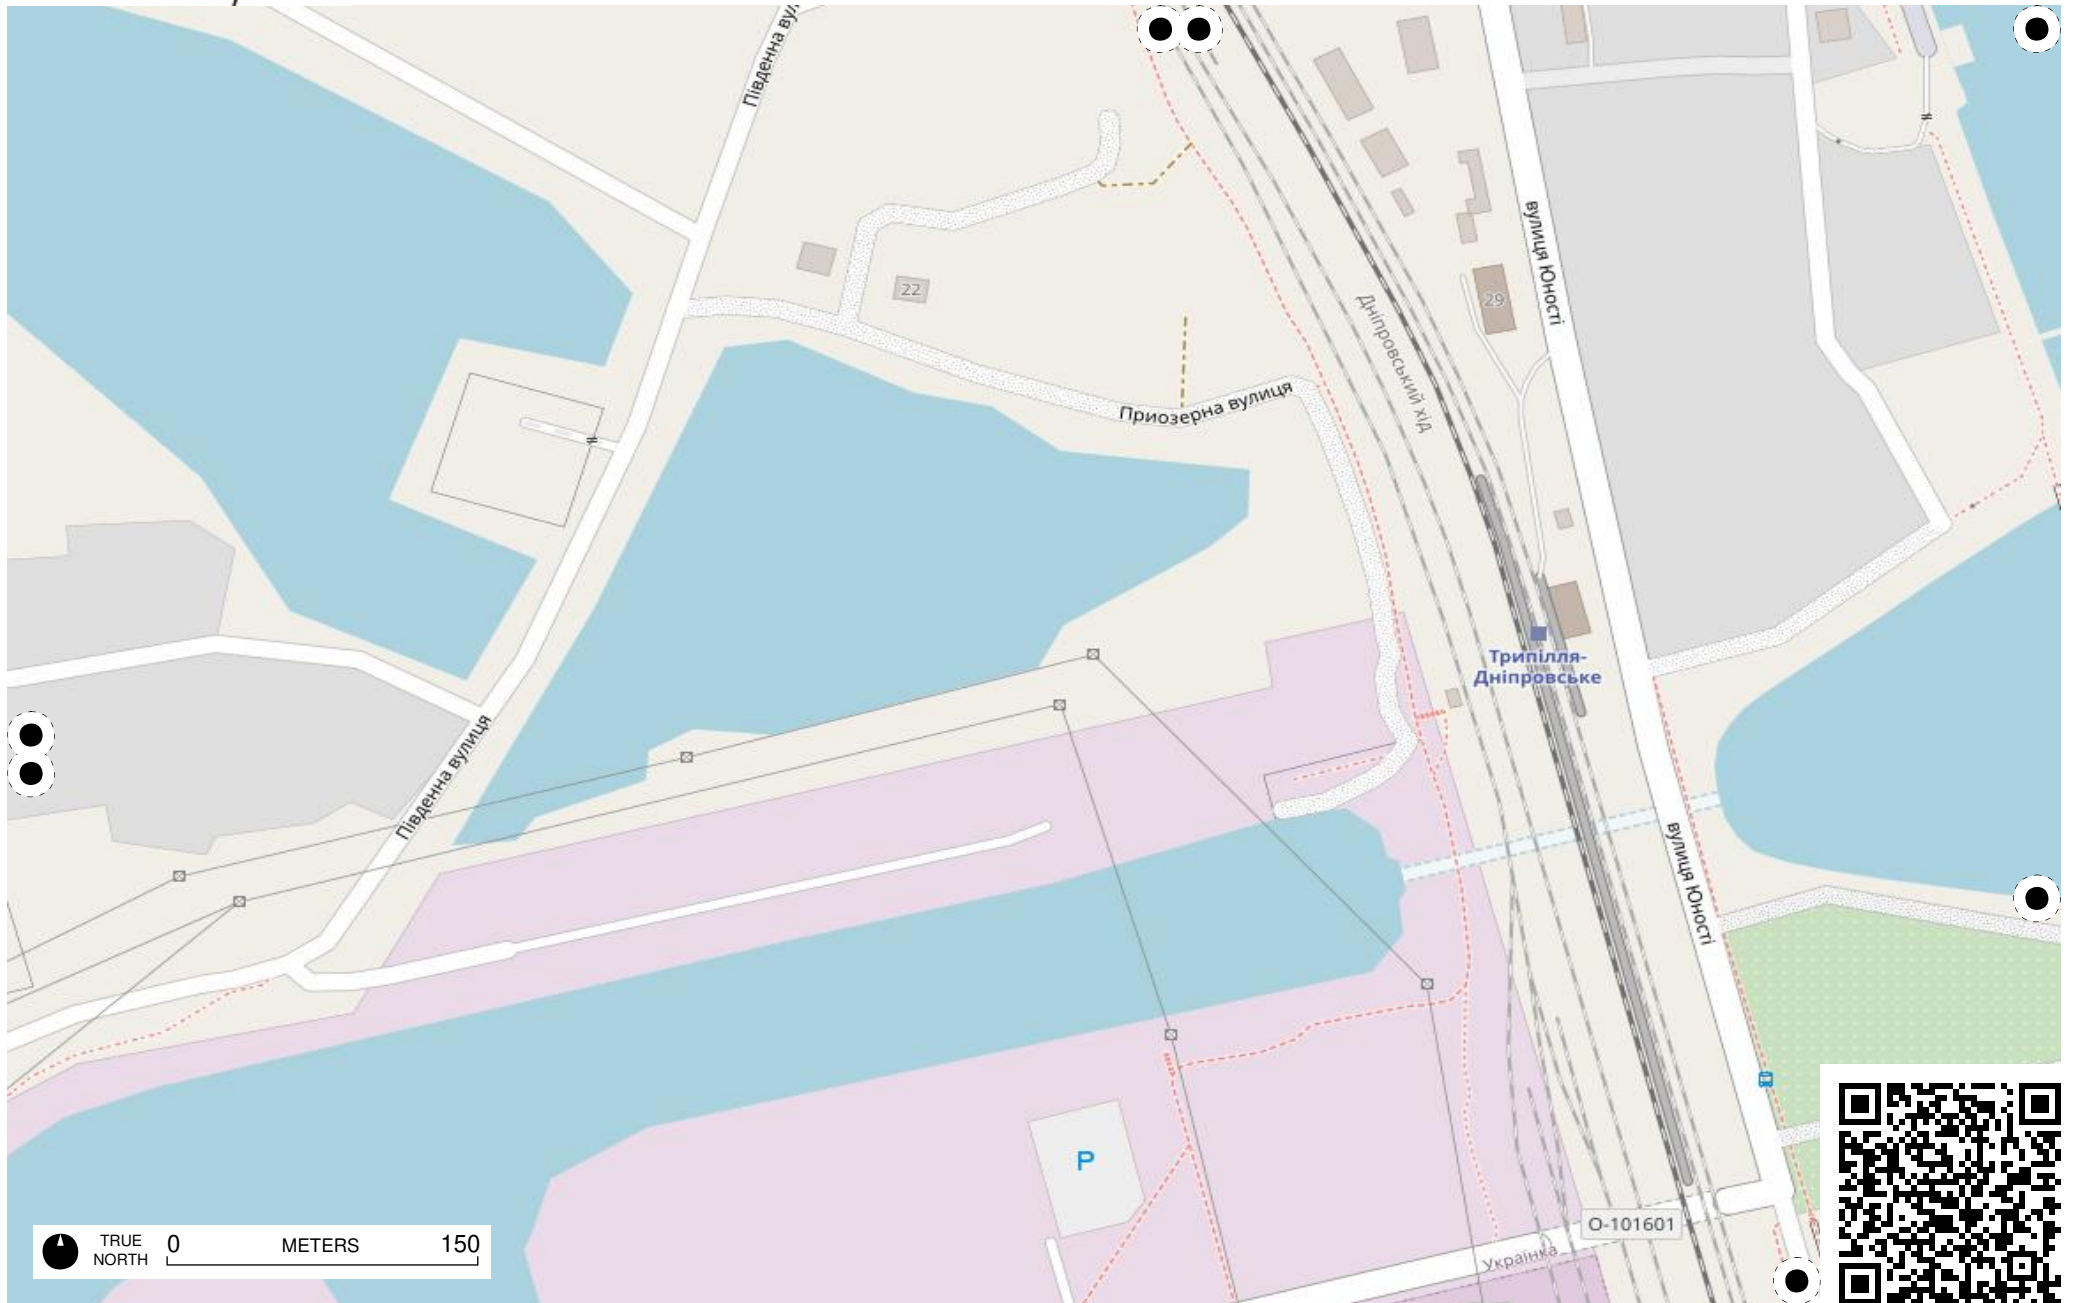 Південна вул
вулиця Юності
22
29
Дніпровський хід
Приозерна вулиця
Трипілля-
Дніпровське
Південна вулиця
вулиця Юності
P
О-101601
Українка
TRUE
NORTH
0 METERS 150